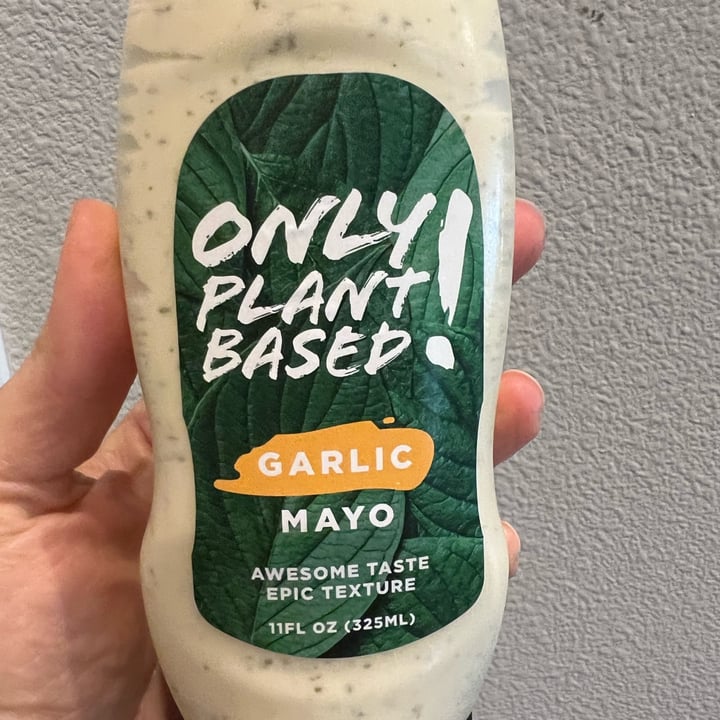 ONLY
PLANT
BASED!
GARLIC
MAYO
AWESOME TASTE
EPIC TEXTURE
11FL OZ (325ML)